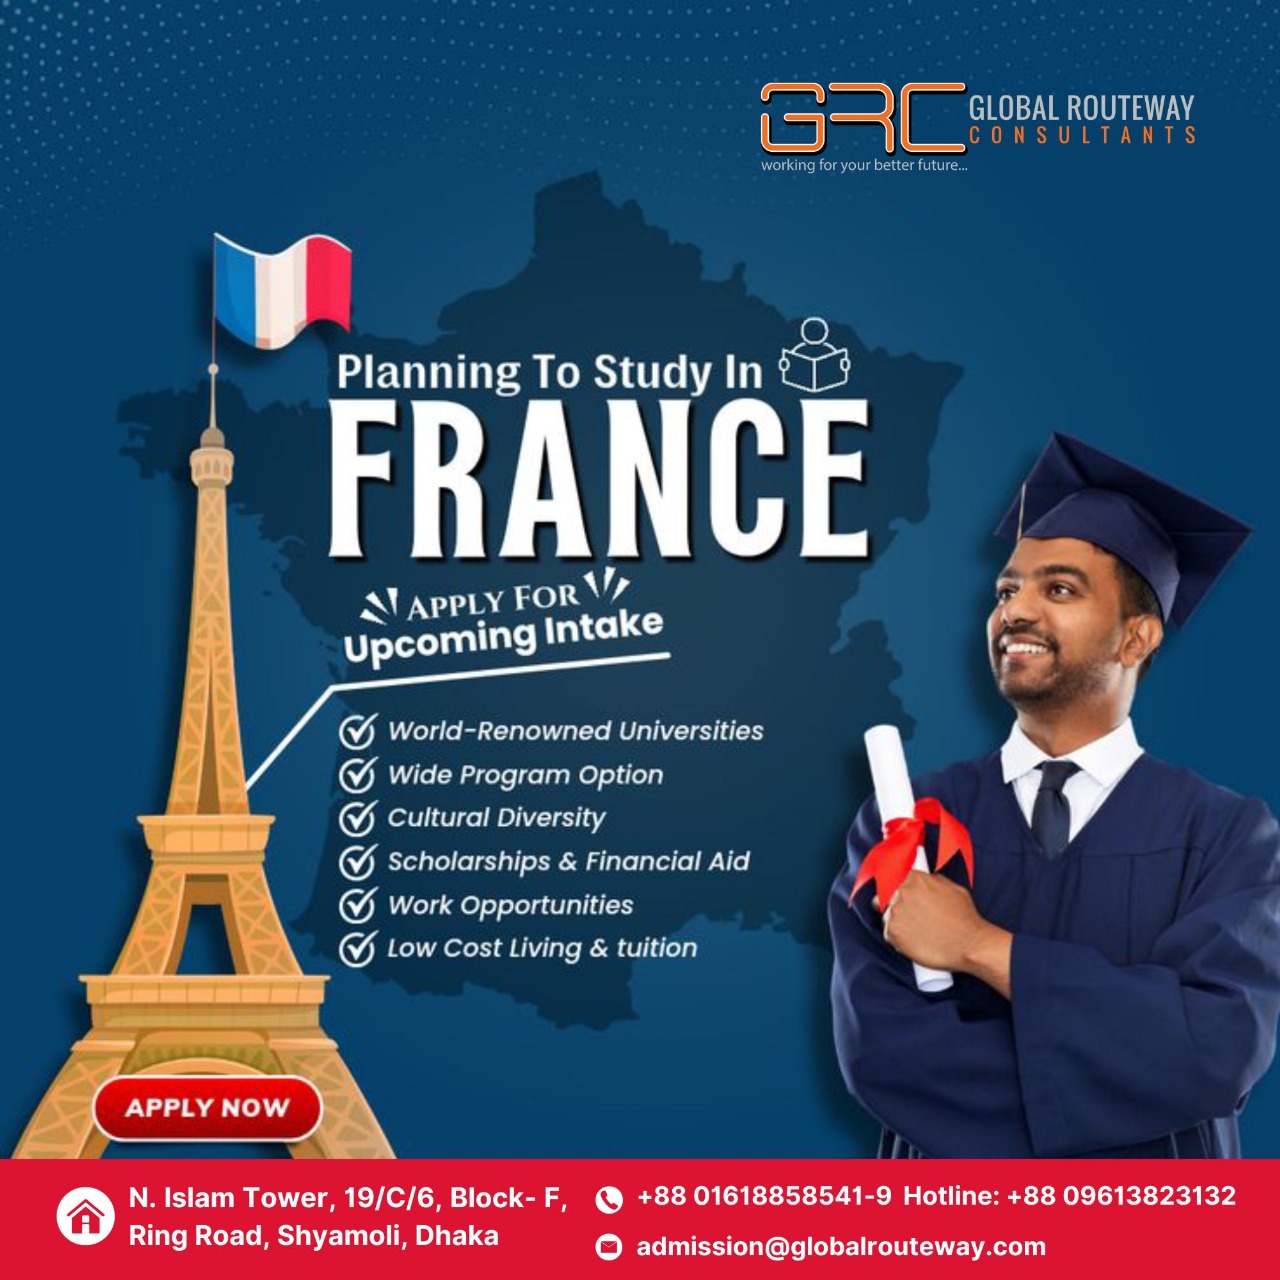 GRC GLOBAL ROUTEWAY
CONSULTANTS
working for your better future...
Planning To Study In
FRANCE
APPLY FOR
Upcoming Intake
World-Renowned Universities
Wide Program Option
Cultural Diversity
Scholarships & Financial Aid
Work Opportunities
Low Cost Living & tuition
APPLY NOW
N. Islam Tower, 19/C/6, Block- F,
Ring Road, Shyamoli, Dhaka
+88 01618858541-9 Hotline: +88 09613823132
admission@globalrouteway.com